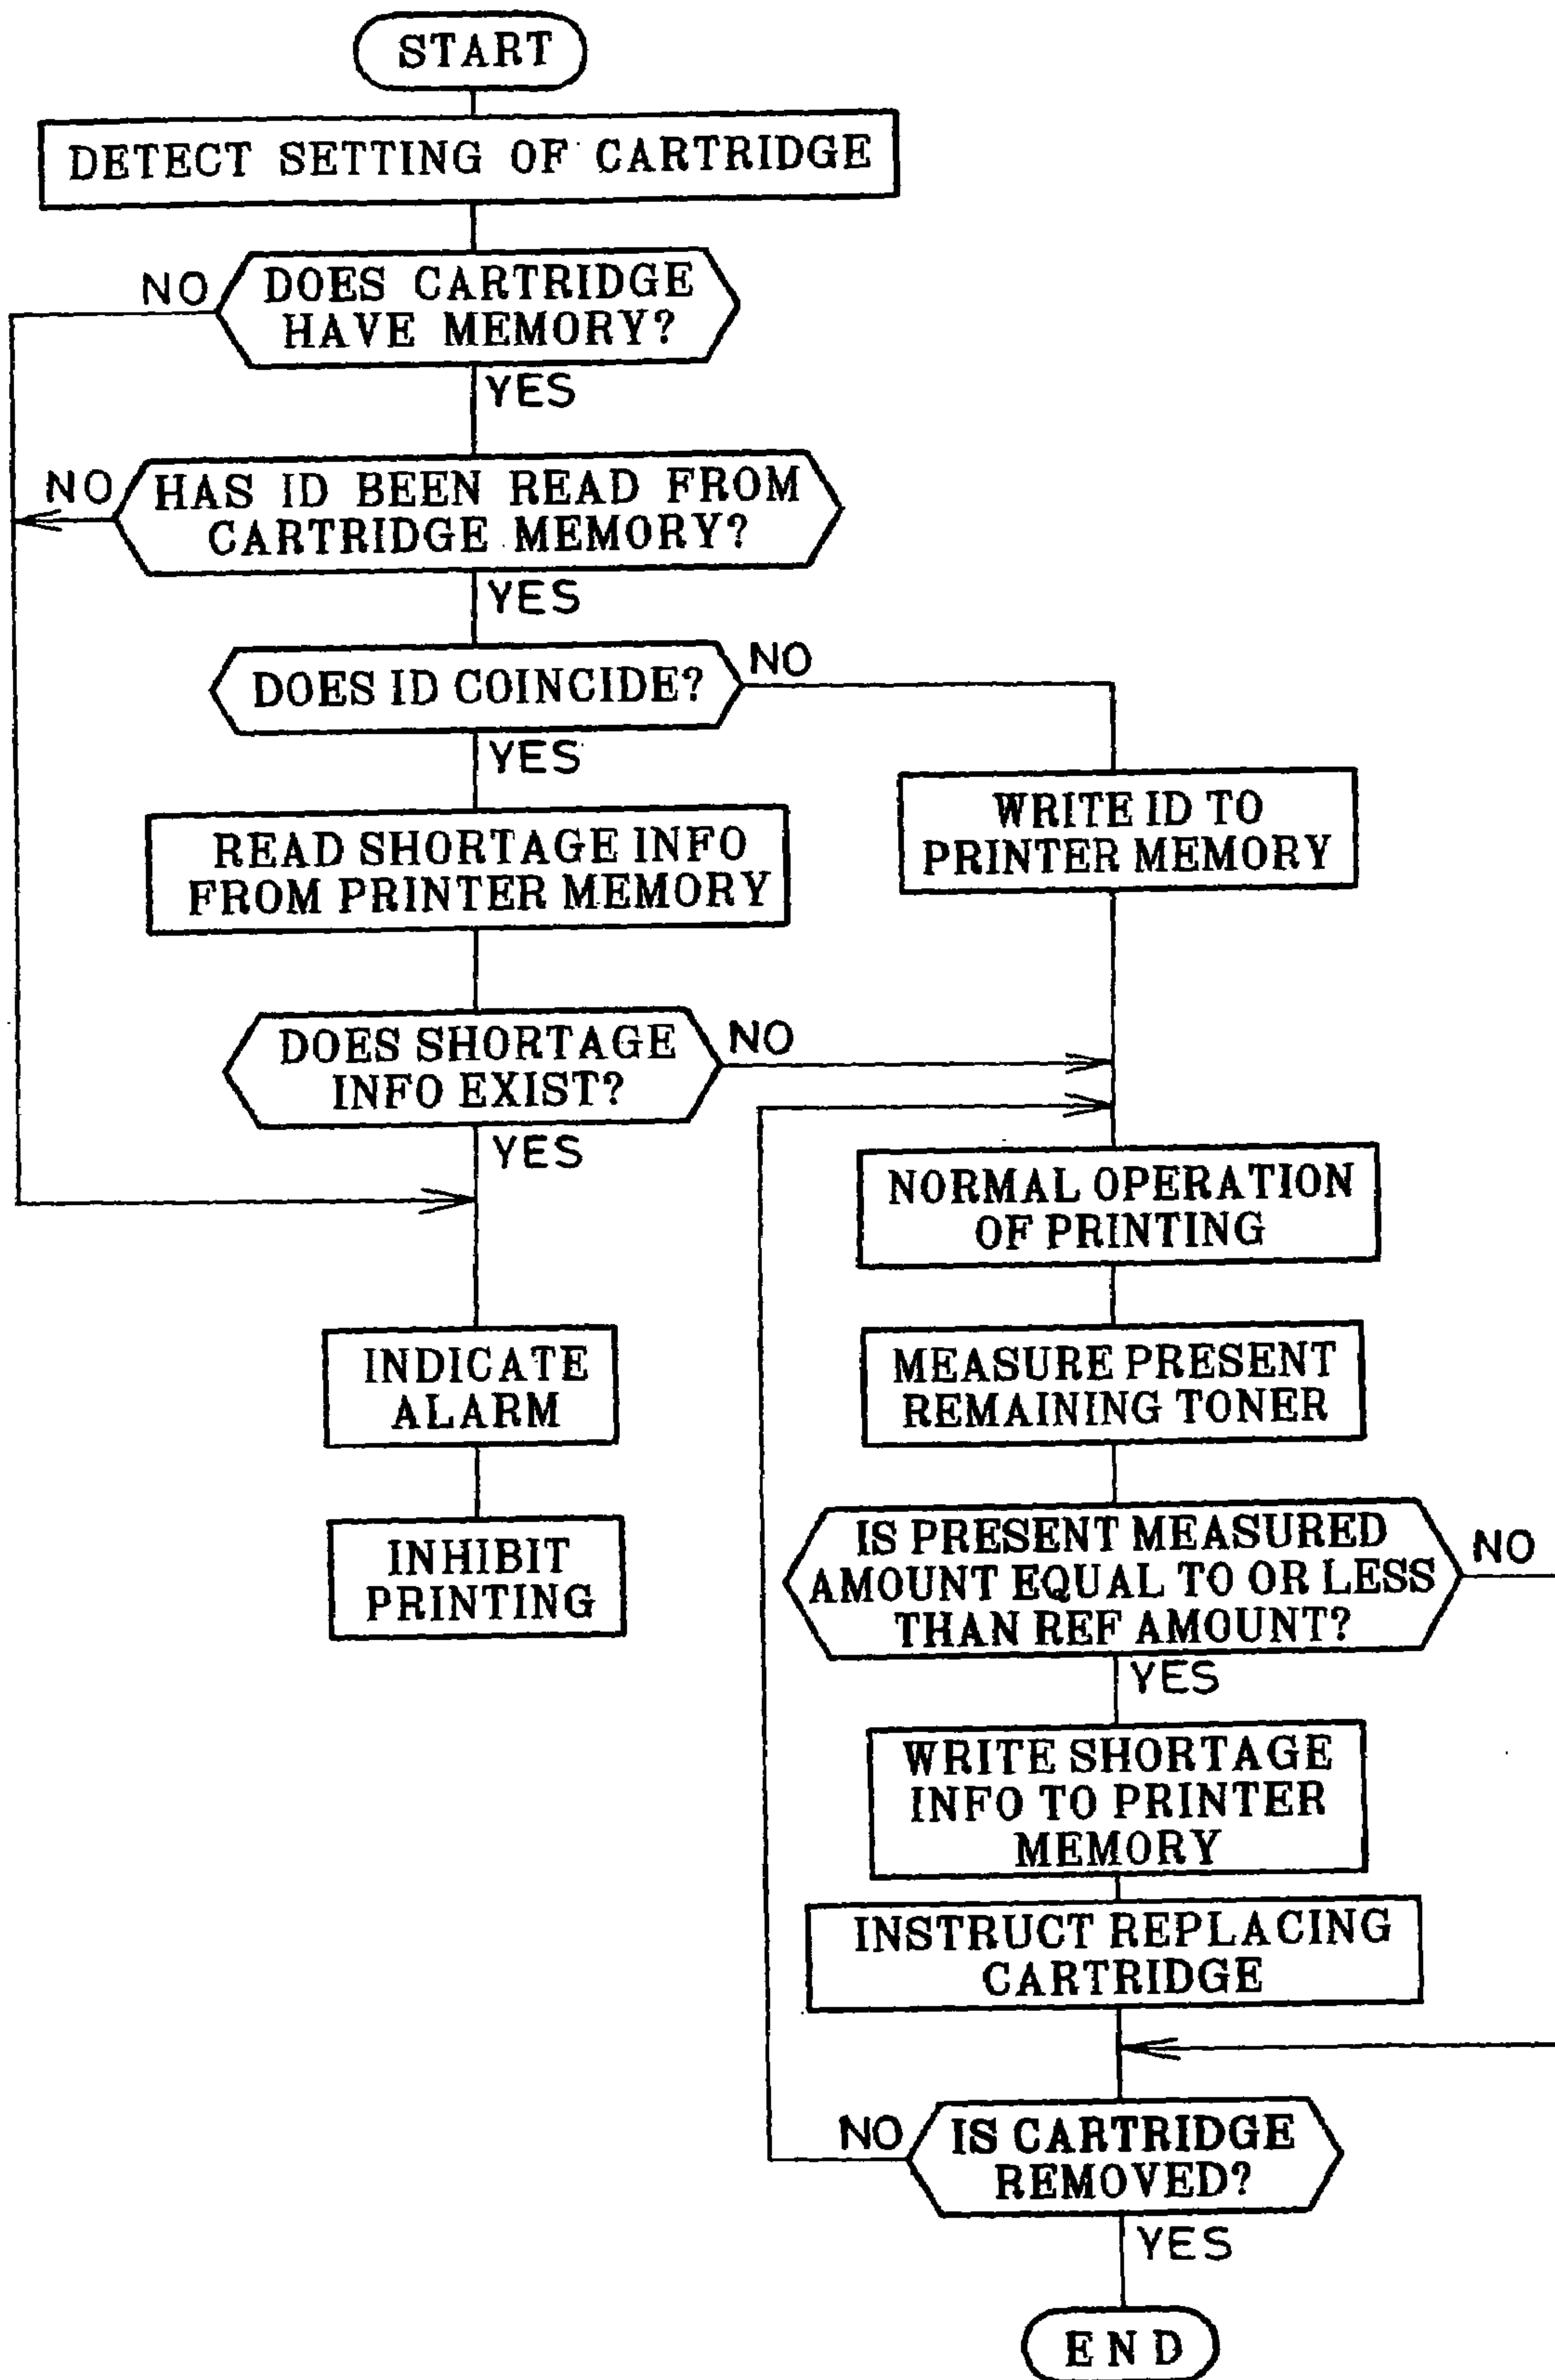 START
DETECT SETTING OF CARTRIDGE
NO
DOES CARTRIDGE
HAVE MEMORY?
YES
NO
HAS ID BEEN READ FROM
CARTRIDGE MEMORY?
YES
DOES ID COINCIDE?
NO
YES
READ SHORTAGE INFO
FROM PRINTER MEMORY
WRITE ID TO
PRINTER MEMORY
DOES SHORTAGE
INFO EXIST?
NO
YES
NORMAL OPERATION
OF PRINTING
INDICATE
ALARM
MEASURE PRESENT
REMAINING TONER
INHIBIT
PRINTING
IS PRESENT MEASURED
AMOUNT EQUAL TO OR LESS
THAN REF AMOUNT?
NO
YES
WRITE SHORTAGE
INFO TO PRINTER
MEMORY
INSTRUCT REPLACING
CARTRIDGE
NO
IS CARTRIDGE
REMOVED?
YES
END